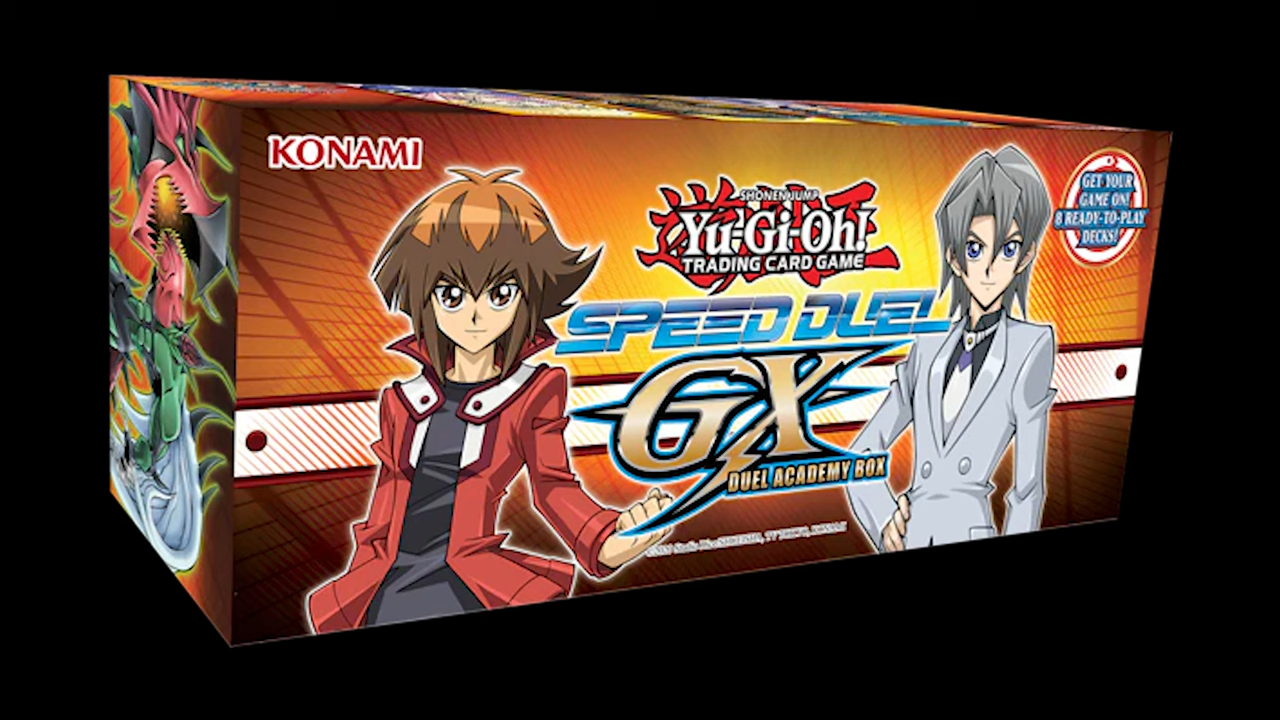 KONAMI
SHONEN JUMP
Yu-Gi-Oh!
TRADING CARD GAME
SPEED DUEL
GX
DUEL ACADEMY BOX
GET YOUR
GAME ON!
8 READY-TO-PLAY
DECKS!